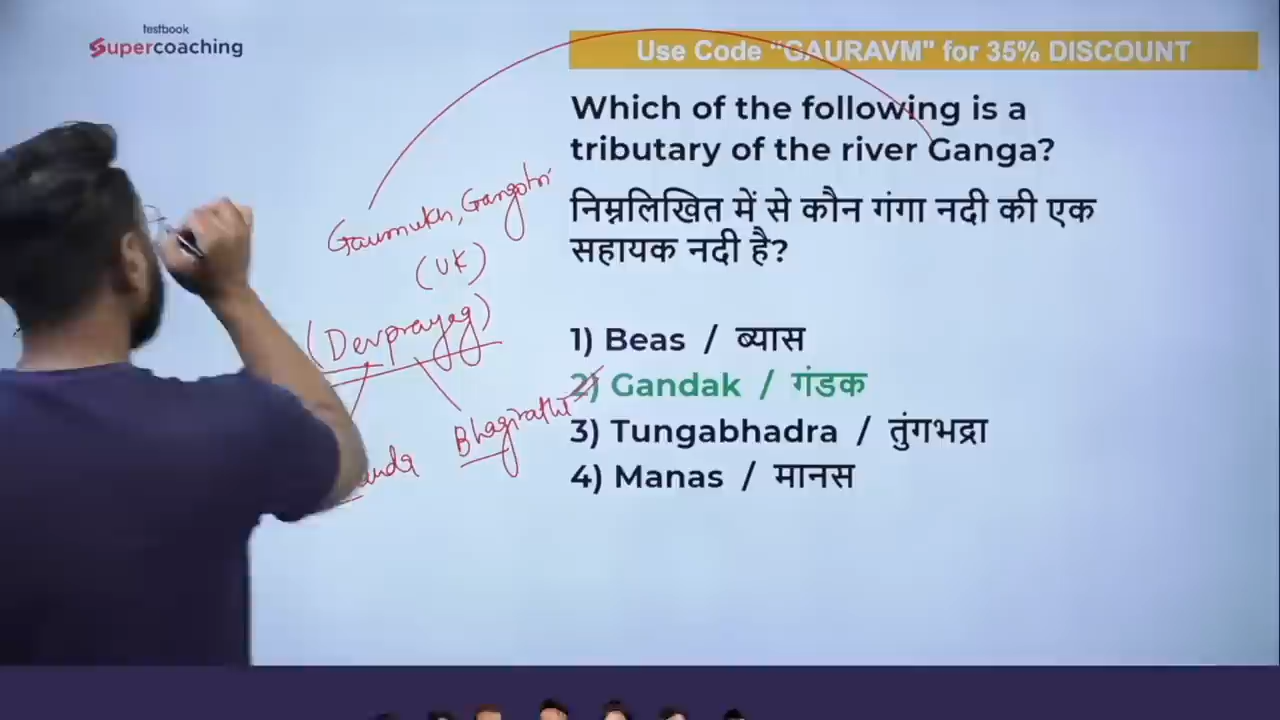 testbook
Supercoaching
Use Code “GAURAVM" for 35% DISCOUNT
Which of the following is a
tributary of the river Ganga?
निम्नलिखित में से कौन गंगा नदी की एक
सहायक नदी है?
1) Beas / ब्यास
2) Gandak / गंडक
3) Tungabhadra / तुंगभद्रा
4) Manas / मानस
Gaumukh, Gangotri
(UK)
(Devprayag)
Bhagirathi